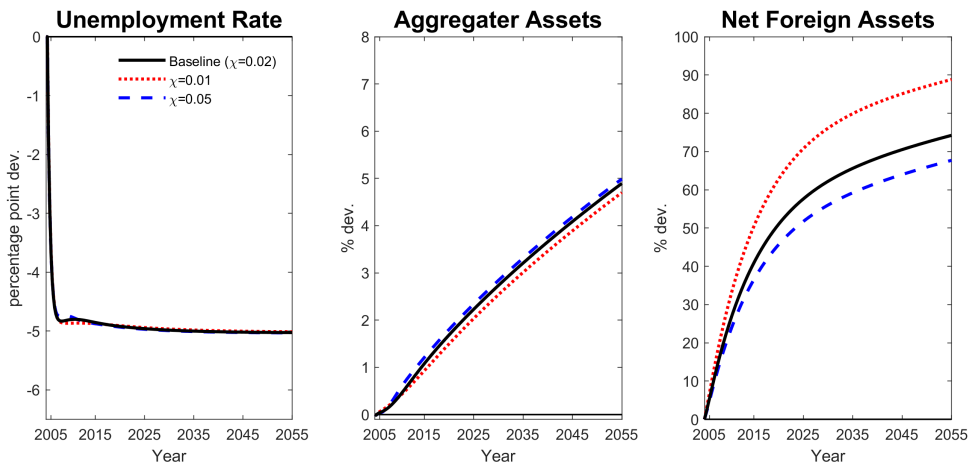 Unemployment Rate
percentage point dev.
0
-1
-2
-3
-4
-5
-6
2005 2015 2025 2035 2045 2055
Year
Baseline (χ=0.02)
χ=0.01
χ=0.05
Aggregater Assets
% dev.
8
7
6
5
4
3
2
1
0
2005 2015 2025 2035 2045 2055
Year
Net Foreign Assets
% dev.
100
90
80
70
60
50
40
30
20
10
0
2005 2015 2025 2035 2045 2055
Year